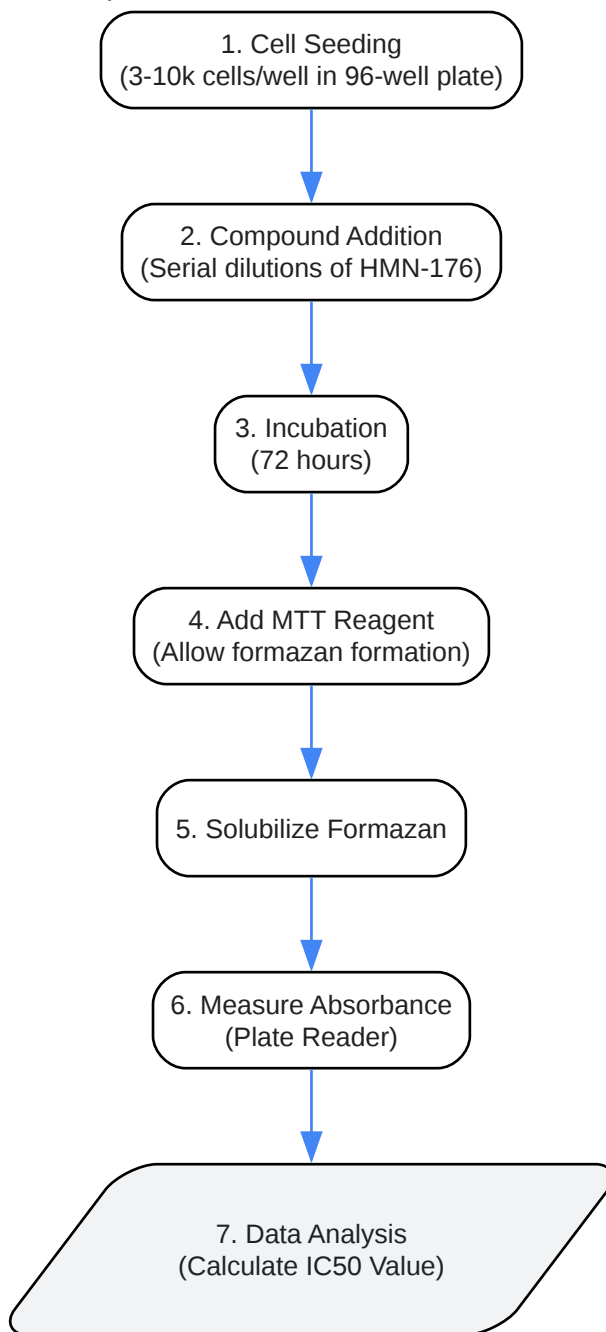 1. Cell Seeding
(3-10k cells/well in 96-well plate)
2. Compound Addition
(Serial dilutions of HMN-176)
3. Incubation
(72 hours)
4. Add MTT Reagent
(Allow formazan formation)
5. Solubilize Formazan
6. Measure Absorbance
(Plate Reader)
7. Data Analysis
(Calculate IC50 Value)